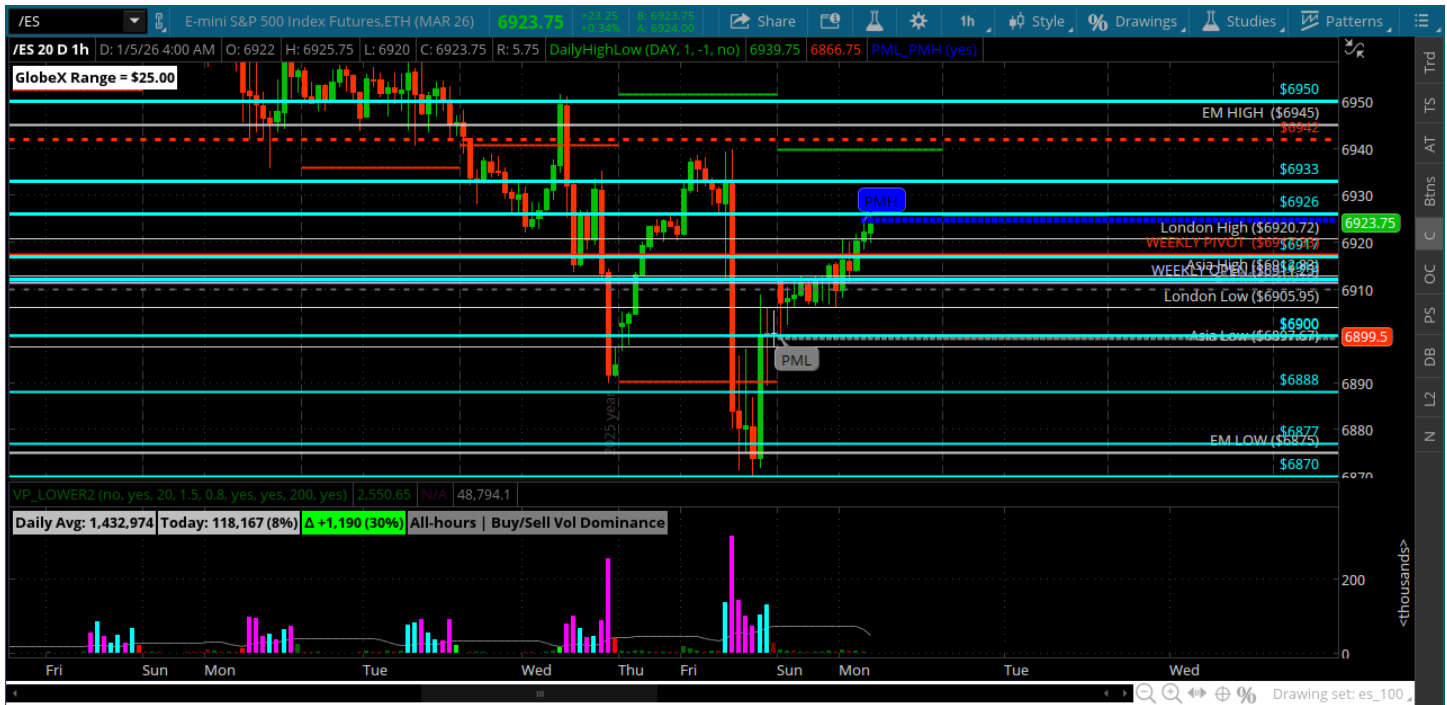 /ES E-mini S&P 500 Index Futures,ETH (MAR 26) 6923.75 +23.25 +0.34% B: 6923.75 A: 6924.00 Share 1h Style Drawings Studies Patterns
/ES 20 D 1h D: 1/5/26 4:00 AM O: 6922 H: 6925.75 L: 6920 C: 6923.75 R: 5.75 DailyHighLow (DAY, 1, -1, no) 6939.75 6866.75 PML_PMH (yes)
GlobeX Range = $25.00
$6950
EM HIGH ($6945)
$6942
$6933
$6926
PMH
London High ($6920.72)
WEEKLY PIVOT
$6917
Asia High ($6912.83)
WEEKLY OPEN
London Low ($6905.95)
$6900
Asia Low ($6897.67)
PML
$6888
2025 year
$6877
EM LOW ($6875)
$6870
6950
6940
6930
6923.75
6920
6910
6899.5
6890
6880
6870
Trd
TS
AT
Btns
C
OC
PS
DB
L2
N
VP_LOWER2 (no, yes, 20, 1.5, 0.8, yes, yes, 200, yes) 2,550.65 N/A 48,794.1
Daily Avg: 1,432,974 Today: 118,167 (8%) Δ +1,190 (30%) All-hours | Buy/Sell Vol Dominance
200
0
<thousands>
Fri Sun Mon Tue Wed Thu Fri Sun Mon Tue Wed
Drawing set: es_100